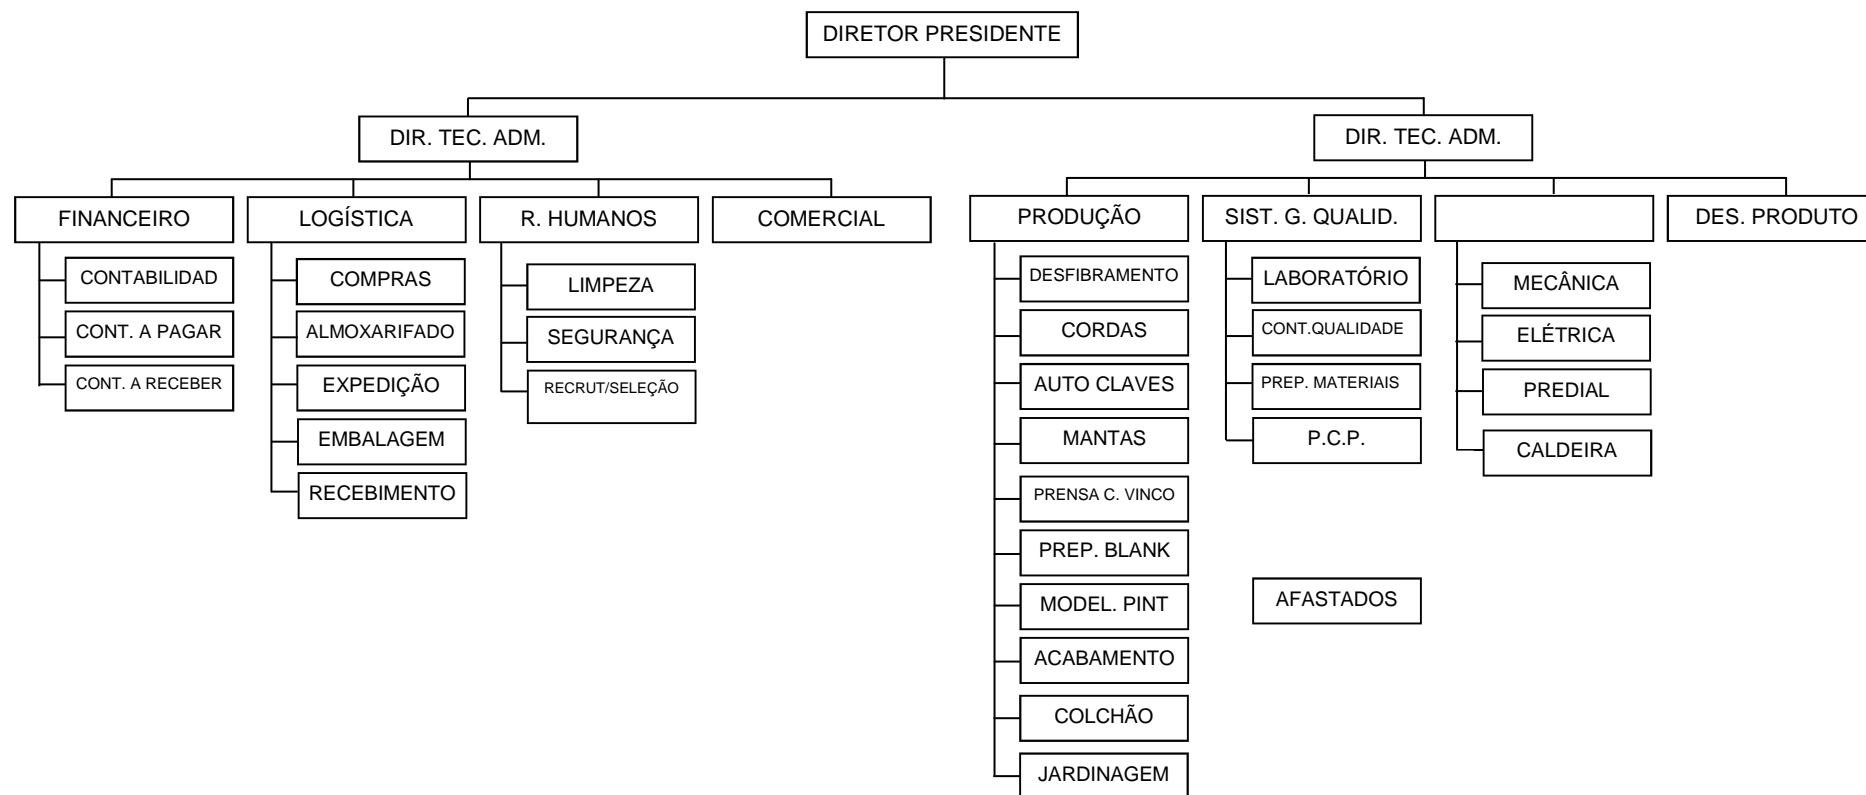 DIRETOR PRESIDENTE
DIR. TEC. ADM.
DIR. TEC. ADM.
FINANCEIRO
LOGÍSTICA
R. HUMANOS
COMERCIAL
PRODUÇÃO
SIST. G. QUALID.
DES. PRODUTO
CONTABILIDAD
CONT. A PAGAR
CONT. A RECEBER
COMPRAS
ALMOXARIFADO
EXPEDIÇÃO
EMBALAGEM
RECEBIMENTO
LIMPEZA
SEGURANÇA
RECRUT/SELEÇÃO
DESFIBRAMENTO
CORDAS
AUTO CLAVES
MANTAS
PRENSA C. VINCO
PREP. BLANK
MODEL. PINT
ACABAMENTO
COLCHÃO
JARDINAGEM
LABORATÓRIO
CONT.QUALIDADE
PREP. MATERIAIS
P.C.P.
AFASTADOS
MECÂNICA
ELÉTRICA
PREDIAL
CALDEIRA